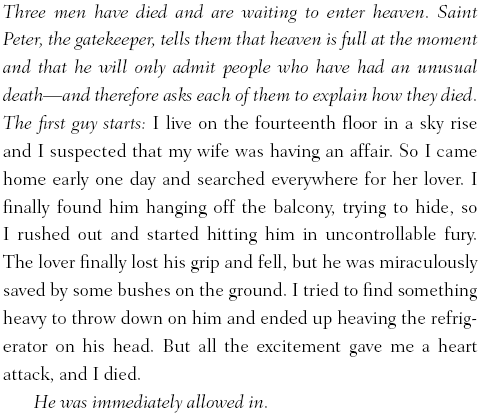 Three men have died and are waiting to enter heaven. Saint
Peter, the gatekeeper, tells them that heaven is full at the moment
and that he will only admit people who have had an unusual
death—and therefore asks each of them to explain how they died.
The first guy starts: I live on the fourteenth floor in a sky rise
and I suspected that my wife was having an affair. So I came
home early one day and searched everywhere for her lover. I
finally found him hanging off the balcony, trying to hide, so
I rushed out and started hitting him in uncontrollable fury.
The lover finally lost his grip and fell, but he was miraculously
saved by some bushes on the ground. I tried to find something
heavy to throw down on him and ended up heaving the refrig-
erator on his head. But all the excitement gave me a heart
attack, and I died.
He was immediately allowed in.